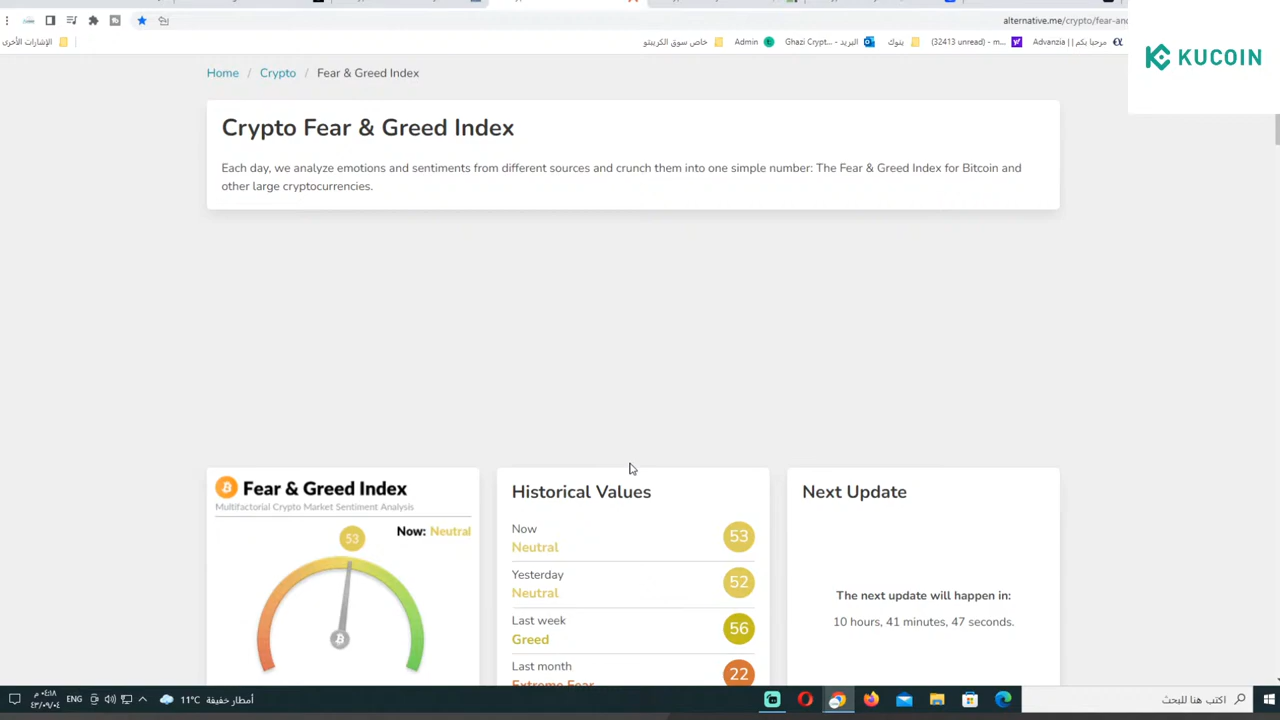 alternative.me/crypto/fear-and
الإشارات الأخرى
خاص سوق الكريبتو
Admin
Ghazi Crypt... - البريد
بنوك
(32413 unread) - m...
Advanzia || مرحبا بكم
KUCOIN
Home / Crypto / Fear & Greed Index
Crypto Fear & Greed Index
Each day, we analyze emotions and sentiments from different sources and crunch them into one simple number: The Fear & Greed Index for Bitcoin and
other large cryptocurrencies.
Fear & Greed Index
Multifactorial Crypto Market Sentiment Analysis
Now: Neutral
53
Historical Values
Now
Neutral
53
Yesterday
Neutral
52
Last week
Greed
56
Last month
Extreme Fear
22
Next Update
The next update will happen in:
10 hours, 41 minutes, 47 seconds.
ENG
11°C أمطار خفيفة
اكتب هنا للبحث